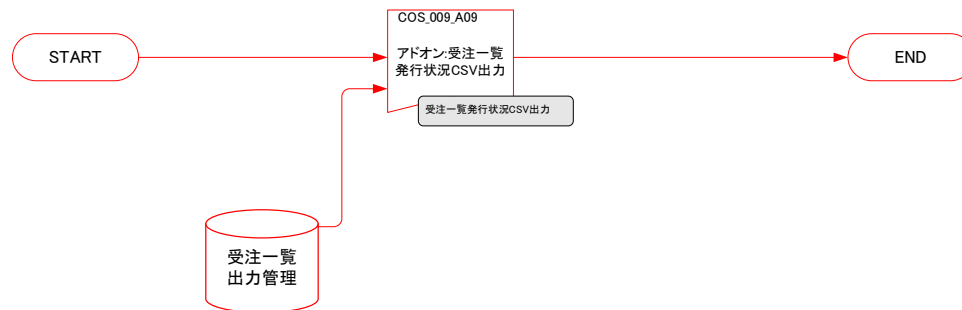 COS_009_A09
START
アドオン:受注一覧
発行状況CSV出力
END
受注一覧発行状況CSV出力
受注一覧
出力管理